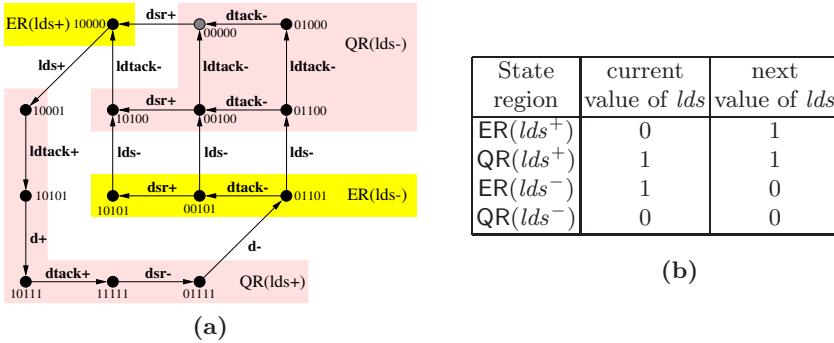 ER(lds+) 10000 dsr+ dtack-
00000 01000
QR(lds-)
lds+ ldtack- ldtack- ldtack-
10001 dsr+ dtack-
10100 00100 01100
ldtack+ lds- lds- lds-
10101 dsr+ dtack- ER(lds-)
10101 00101 01101
d+ d-
dtack+ dsr- QR(lds+)
10111 11111 01111
(a)
State current next
region value of lds value of lds
ER(lds+) 0 1
QR(lds+) 1 1
ER(lds−) 1 0
QR(lds−) 0 0
(b)